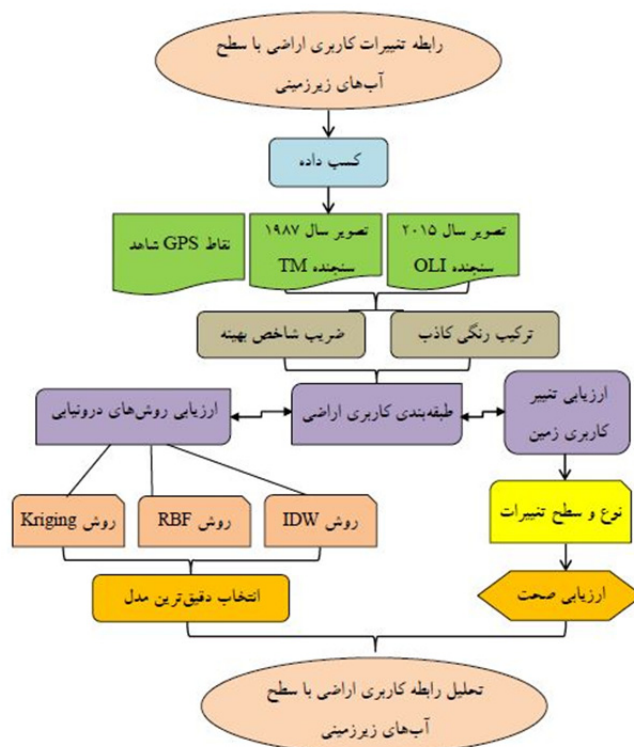 رابطه تغییرات کاربری اراضی با سطح
آب‌های زیرزمینی
کسب داده
تصویر سال ۲۰۱۵
سنجنده OLI
تصویر سال ۱۹۸۷
سنجنده TM
نقاط GPS شاهد
ترکیب رنگی کاذب
ضریب شاخص بهینه
ارزیابی تغییر
کاربری زمین
طبقه‌بندی کاربری اراضی
ارزیابی روش‌های درونیابی
نوع و سطح تغییرات
روش IDW
روش RBF
روش Kriging
ارزیابی صحت
انتخاب دقیق‌ترین مدل
تحلیل رابطه کاربری اراضی با سطح
آب‌های زیرزمینی